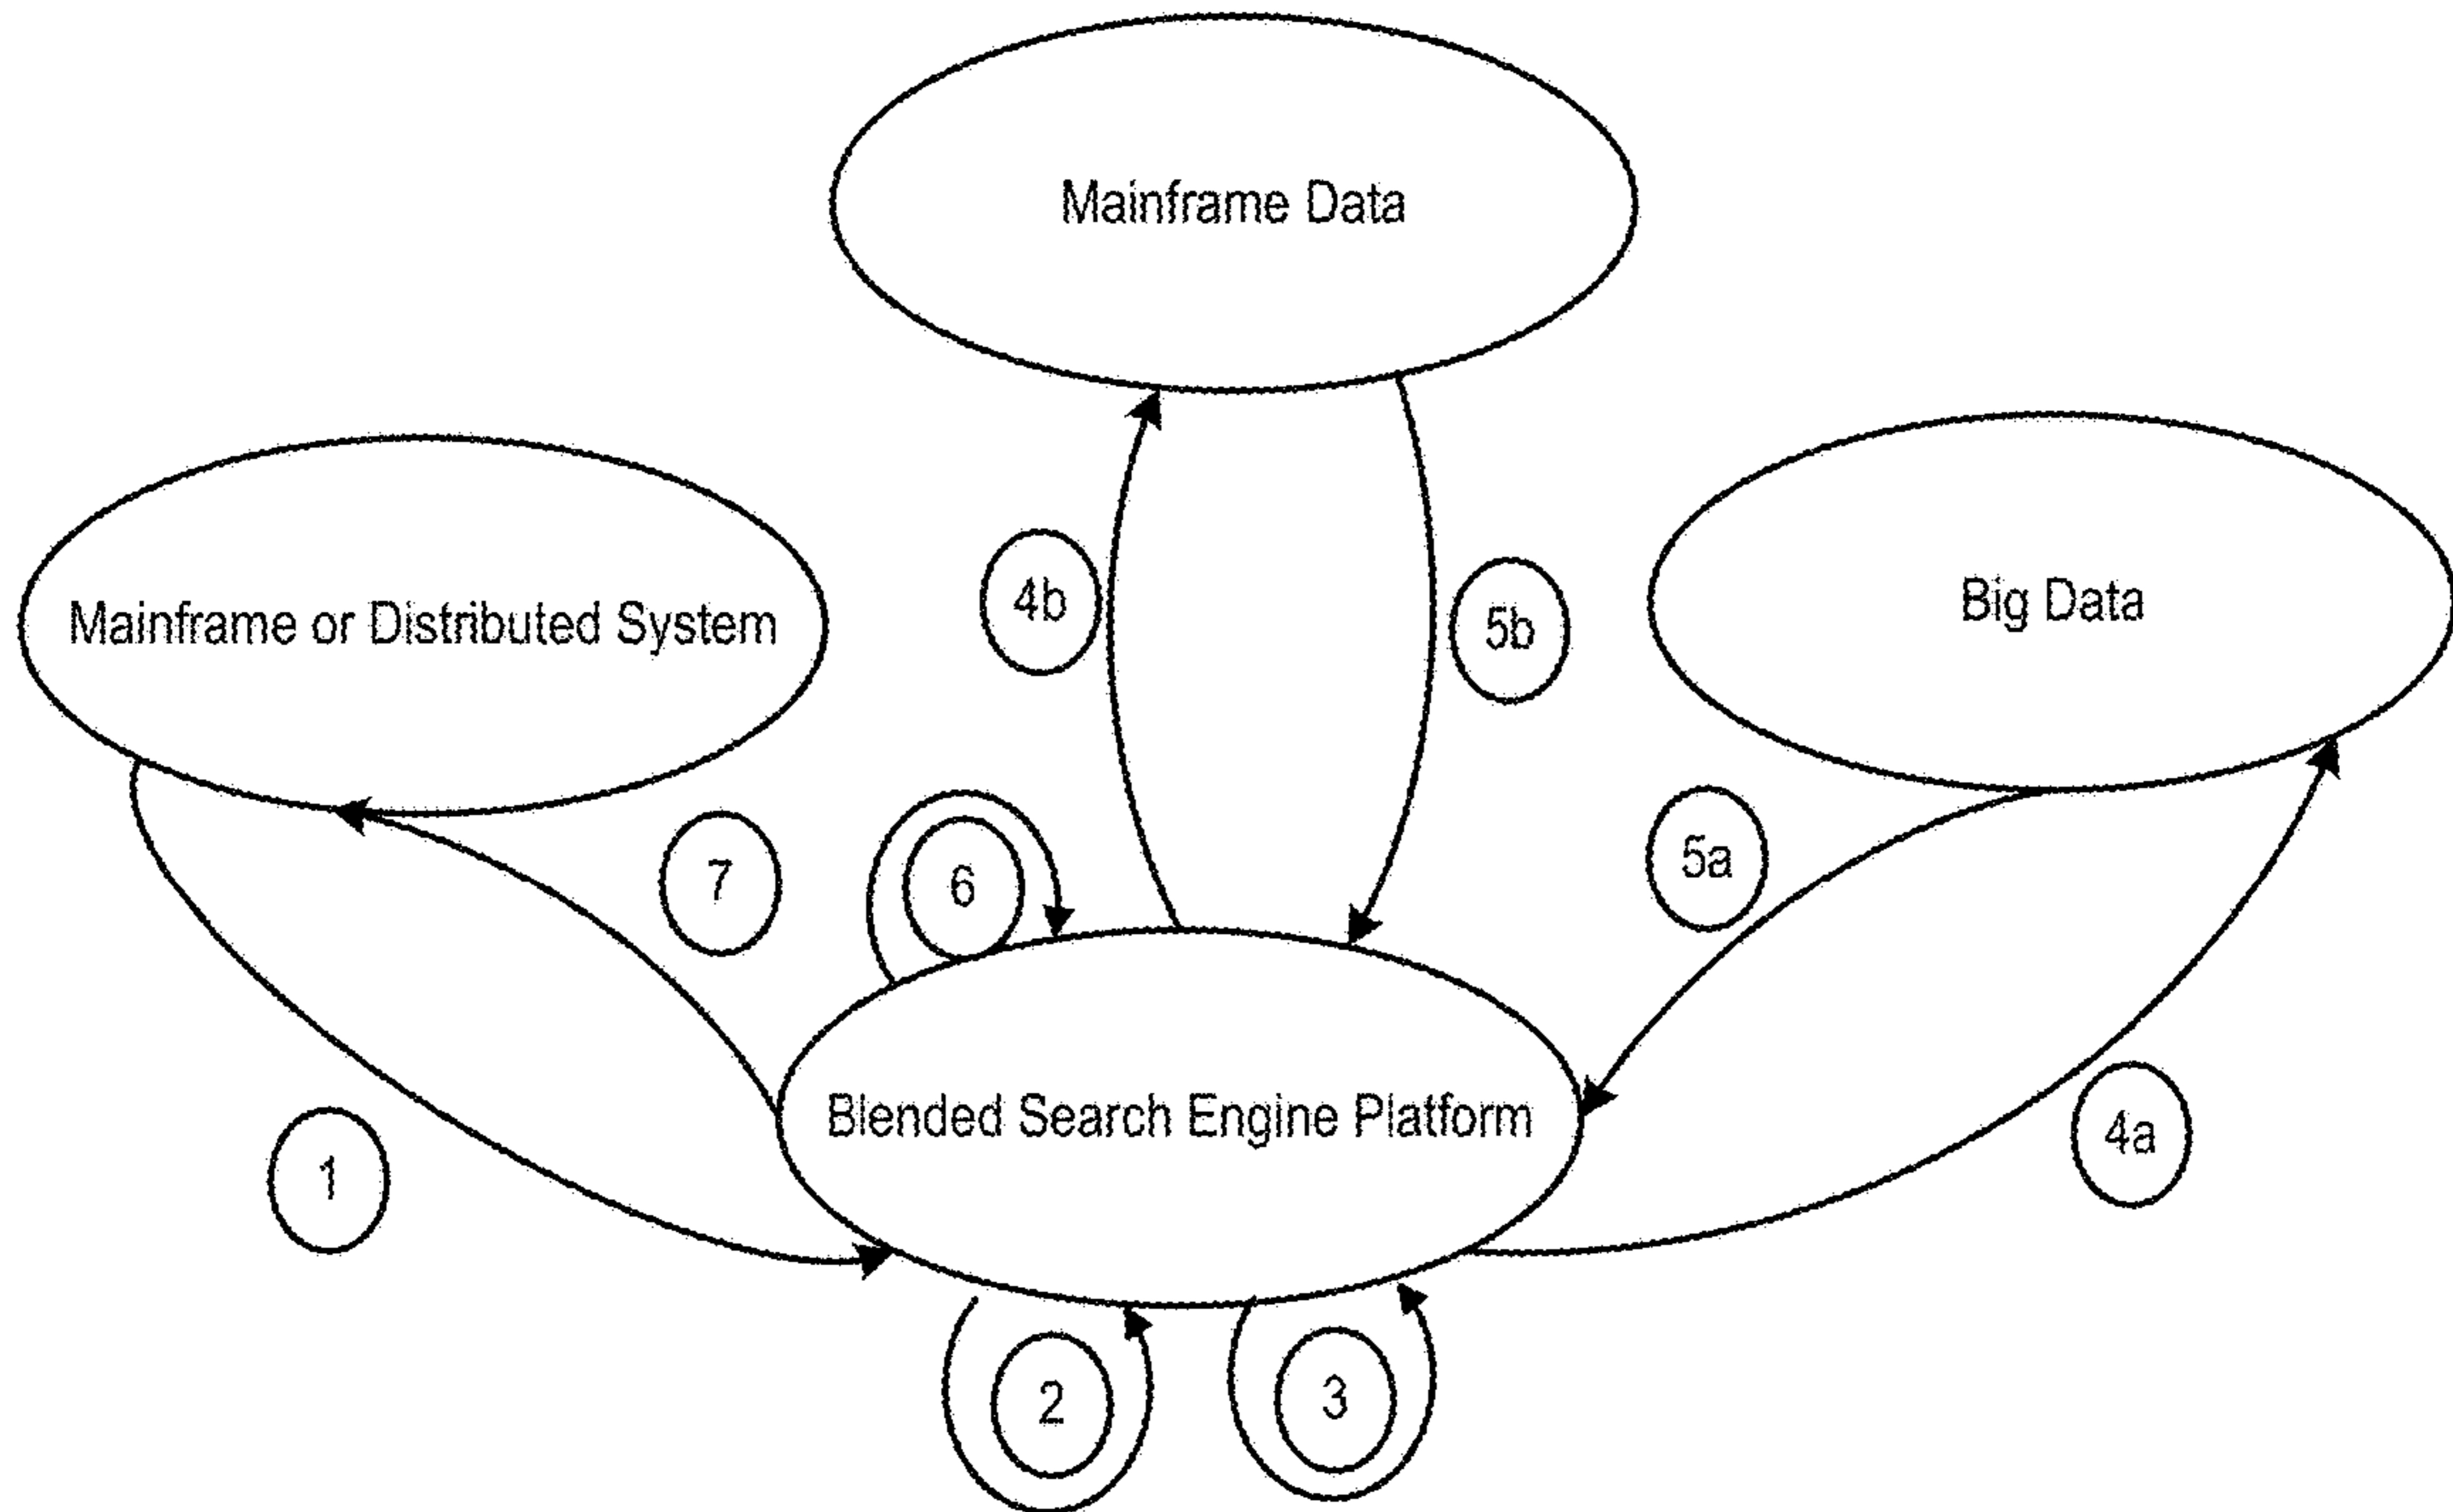 Mainframe Data
Big Data
Mainframe or Distributed System
4b
5b
7
6
5a
Blended Search Engine Platform
4a
1
2
3